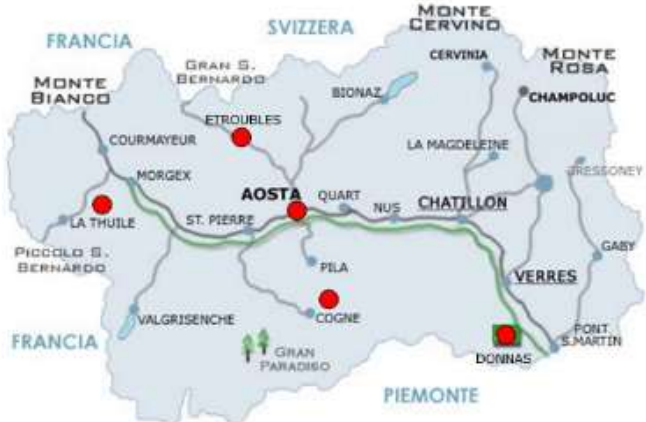 FRANCIA
SVIZZERA
MONTE
CERVINO
GRAN S.
BERNARDO
CERVINIA
MONTE
ROSA
MONTE
BIANCO
BIONAZ
CHAMPOLUC
ETROUBLES
COURMAYEUR
LA MAGDELEINE
MORGEX
GRESSONEY
AOSTA
QUART
CHATILLON
NUS
LA THUILE
ST. PIERRE
PICCOLO S.
BERNARDO
PILA
GABY
VERRES
VALGRISENCHE
COGNE
FRANCIA
PONT
S.MARTIN
GRAN
PARADISO
DONNAS
PIEMONTE